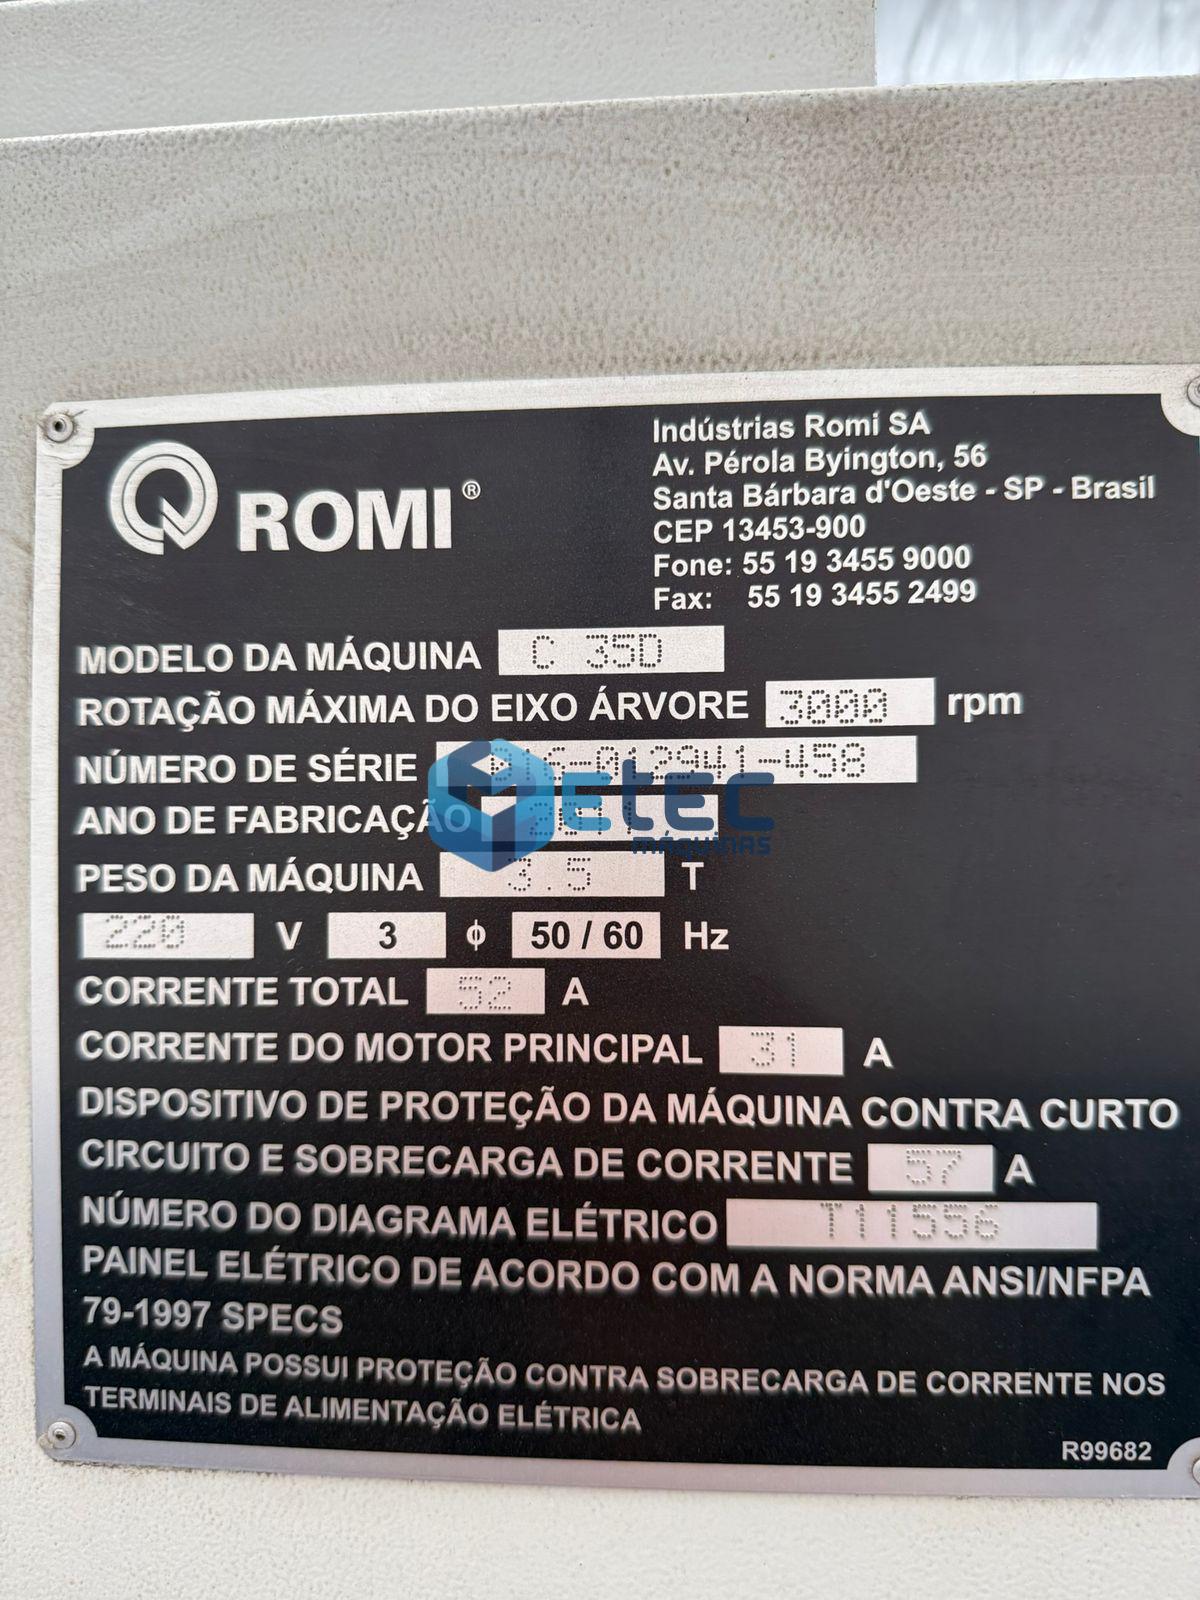 ROMI®
Indústrias Romi SA
Av. Pérola Byington, 56
Santa Bárbara d'Oeste - SP - Brasil
CEP 13453-900
Fone: 55 19 3455 9000
Fax: 55 19 3455 2499
MODELO DA MÁQUINA C 35D
ROTAÇÃO MÁXIMA DO EIXO ÁRVORE 3000 rpm
NÚMERO DE SÉRIE 016-012941-458
ANO DE FABRICAÇÃO
Metec
máquinas
PESO DA MÁQUINA 3.5 T
220 V 3 ϕ 50 / 60 Hz
CORRENTE TOTAL 52 A
CORRENTE DO MOTOR PRINCIPAL 31 A
DISPOSITIVO DE PROTEÇÃO DA MÁQUINA CONTRA CURTO
CIRCUITO E SOBRECARGA DE CORRENTE 57 A
NÚMERO DO DIAGRAMA ELÉTRICO T11556
PAINEL ELÉTRICO DE ACORDO COM A NORMA ANSI/NFPA
79-1997 SPECS
A MÁQUINA POSSUI PROTEÇÃO CONTRA SOBRECARGA DE CORRENTE NOS
TERMINAIS DE ALIMENTAÇÃO ELÉTRICA
R99682